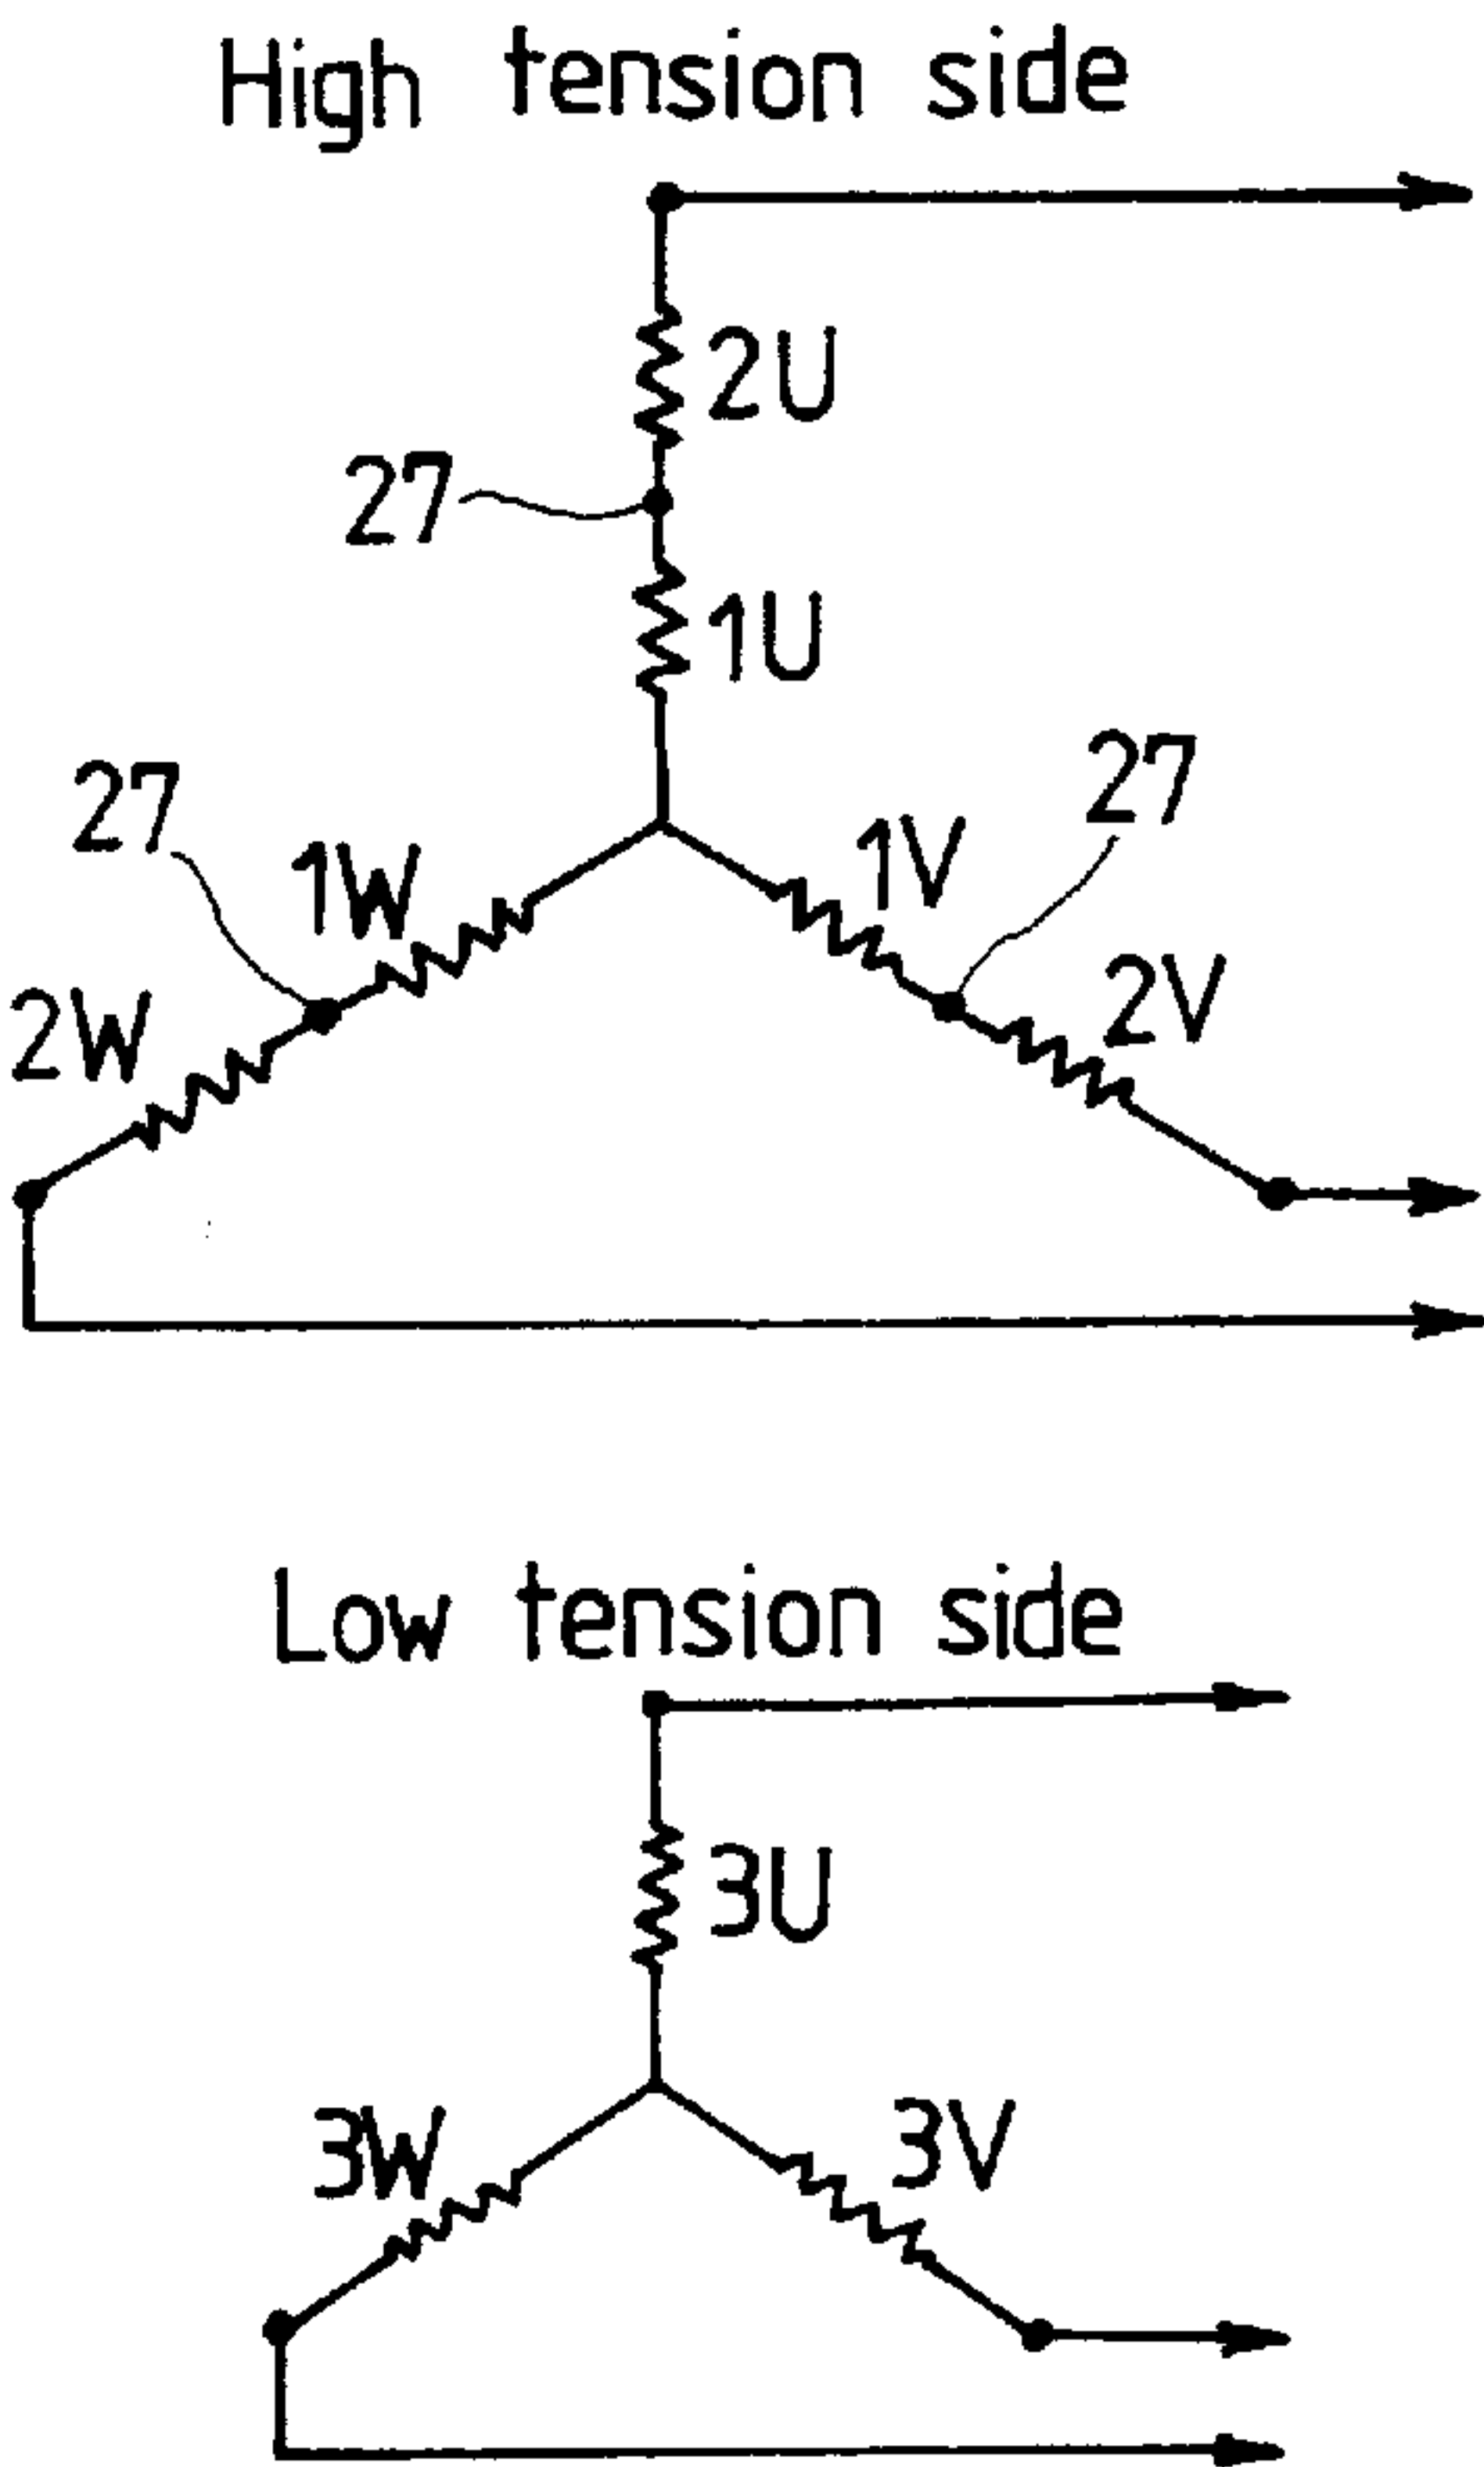 High tension side
2U
27
1U
27
27
1W
1V
2W
2V
Low tension side
3U
3W
3V